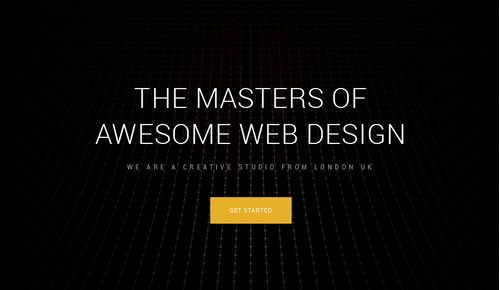 THE MASTERS OF
AWESOME WEB DESIGN
WE ARE A CREATIVE STUDIO FROM LONDON UK
GET STARTED